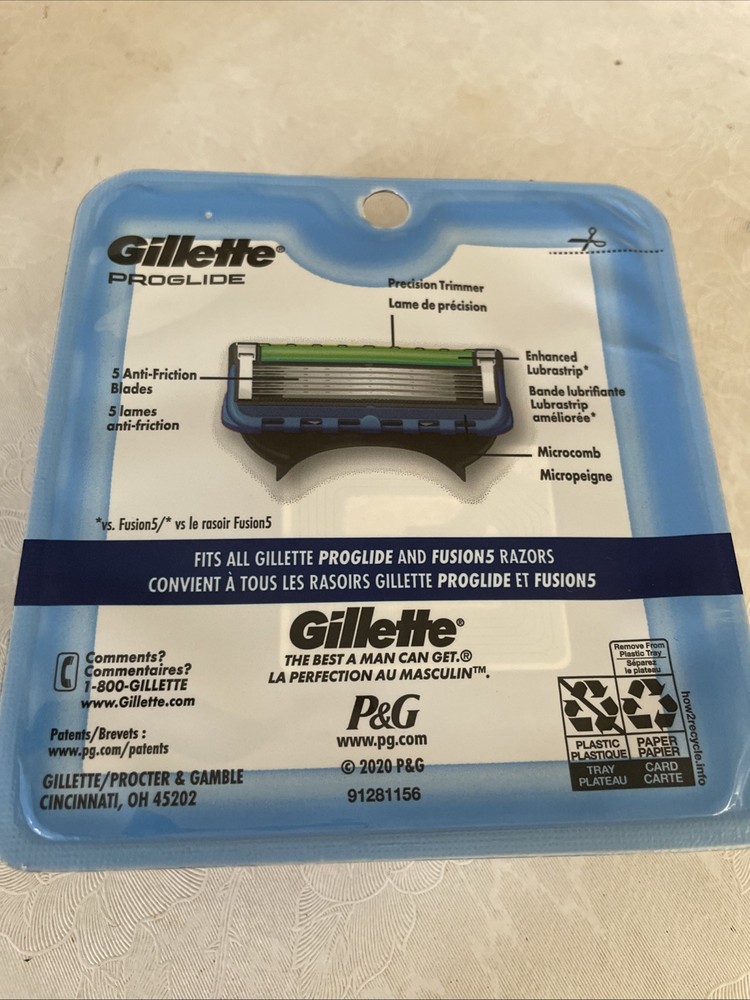 Gillette®
PROGLIDE
Precision Trimmer
Lame de précision
5 Anti-Friction
Blades
5 lames
anti-friction
Enhanced
Lubrastrip*
Bande lubrifiante
Lubrastrip
améliorée*
Microcomb
Micropeigne
*vs. Fusion5/* vs le rasoir Fusion5
FITS ALL GILLETTE PROGLIDE AND FUSION5 RAZORS
CONVIENT À TOUS LES RASOIRS GILLETTE PROGLIDE ET FUSION5
Gillette®
THE BEST A MAN CAN GET.®
LA PERFECTION AU MASCULIN™.
P&G
www.pg.com
© 2020 P&G
91281156
Comments?
Commentaires?
1-800-GILLETTE
www.Gillette.com
Patents/Brevets :
www.pg.com/patents
GILLETTE/PROCTER & GAMBLE
CINCINNATI, OH 45202
Remove From
Plastic Tray
Séparez
le plateau
PLASTIC
PLASTIQUE
TRAY
PLATEAU
PAPER
PAPIER
CARD
CARTE
how2recycle.info